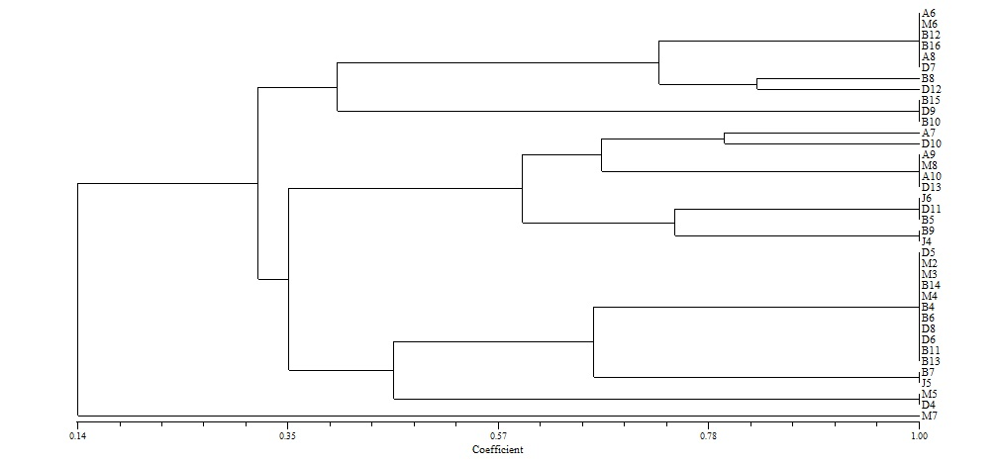 A6
M6
B12
B16
A8
D7
B8
D12
B15
D9
B10
A7
D10
A9
M8
A10
D13
J6
D11
B5
B9
J4
D5
M2
M3
B14
M4
B4
B6
D8
D6
B11
B13
B7
J5
M5
D4
M7
0.14 0.35 0.57 0.78 1.00
Coefficient